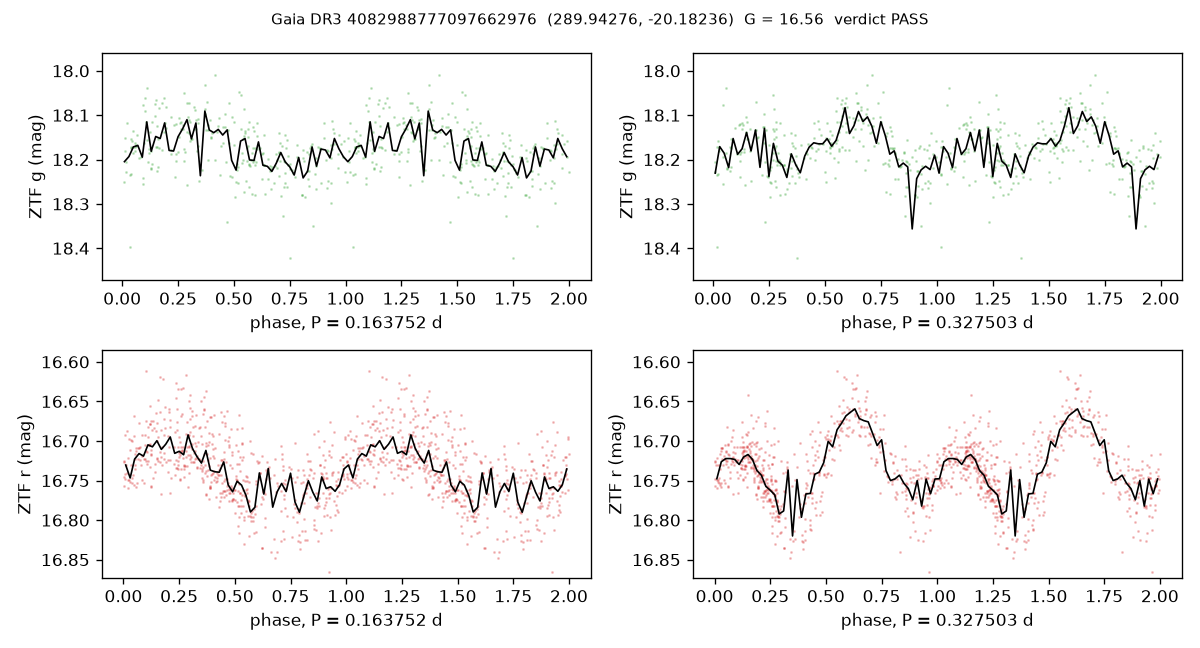 Gaia DR3 4082988777097662976  (289.94276, -20.18236)  G = 16.56  verdict PASS
ZTF g (mag)
18.0
18.1
18.2
18.3
18.4
0.00 0.25 0.50 0.75 1.00 1.25 1.50 1.75 2.00
phase, P = 0.163752 d
ZTF g (mag)
18.0
18.1
18.2
18.3
18.4
0.00 0.25 0.50 0.75 1.00 1.25 1.50 1.75 2.00
phase, P = 0.327503 d
ZTF r (mag)
16.60
16.65
16.70
16.75
16.80
16.85
0.00 0.25 0.50 0.75 1.00 1.25 1.50 1.75 2.00
phase, P = 0.163752 d
ZTF r (mag)
16.60
16.65
16.70
16.75
16.80
16.85
0.00 0.25 0.50 0.75 1.00 1.25 1.50 1.75 2.00
phase, P = 0.327503 d